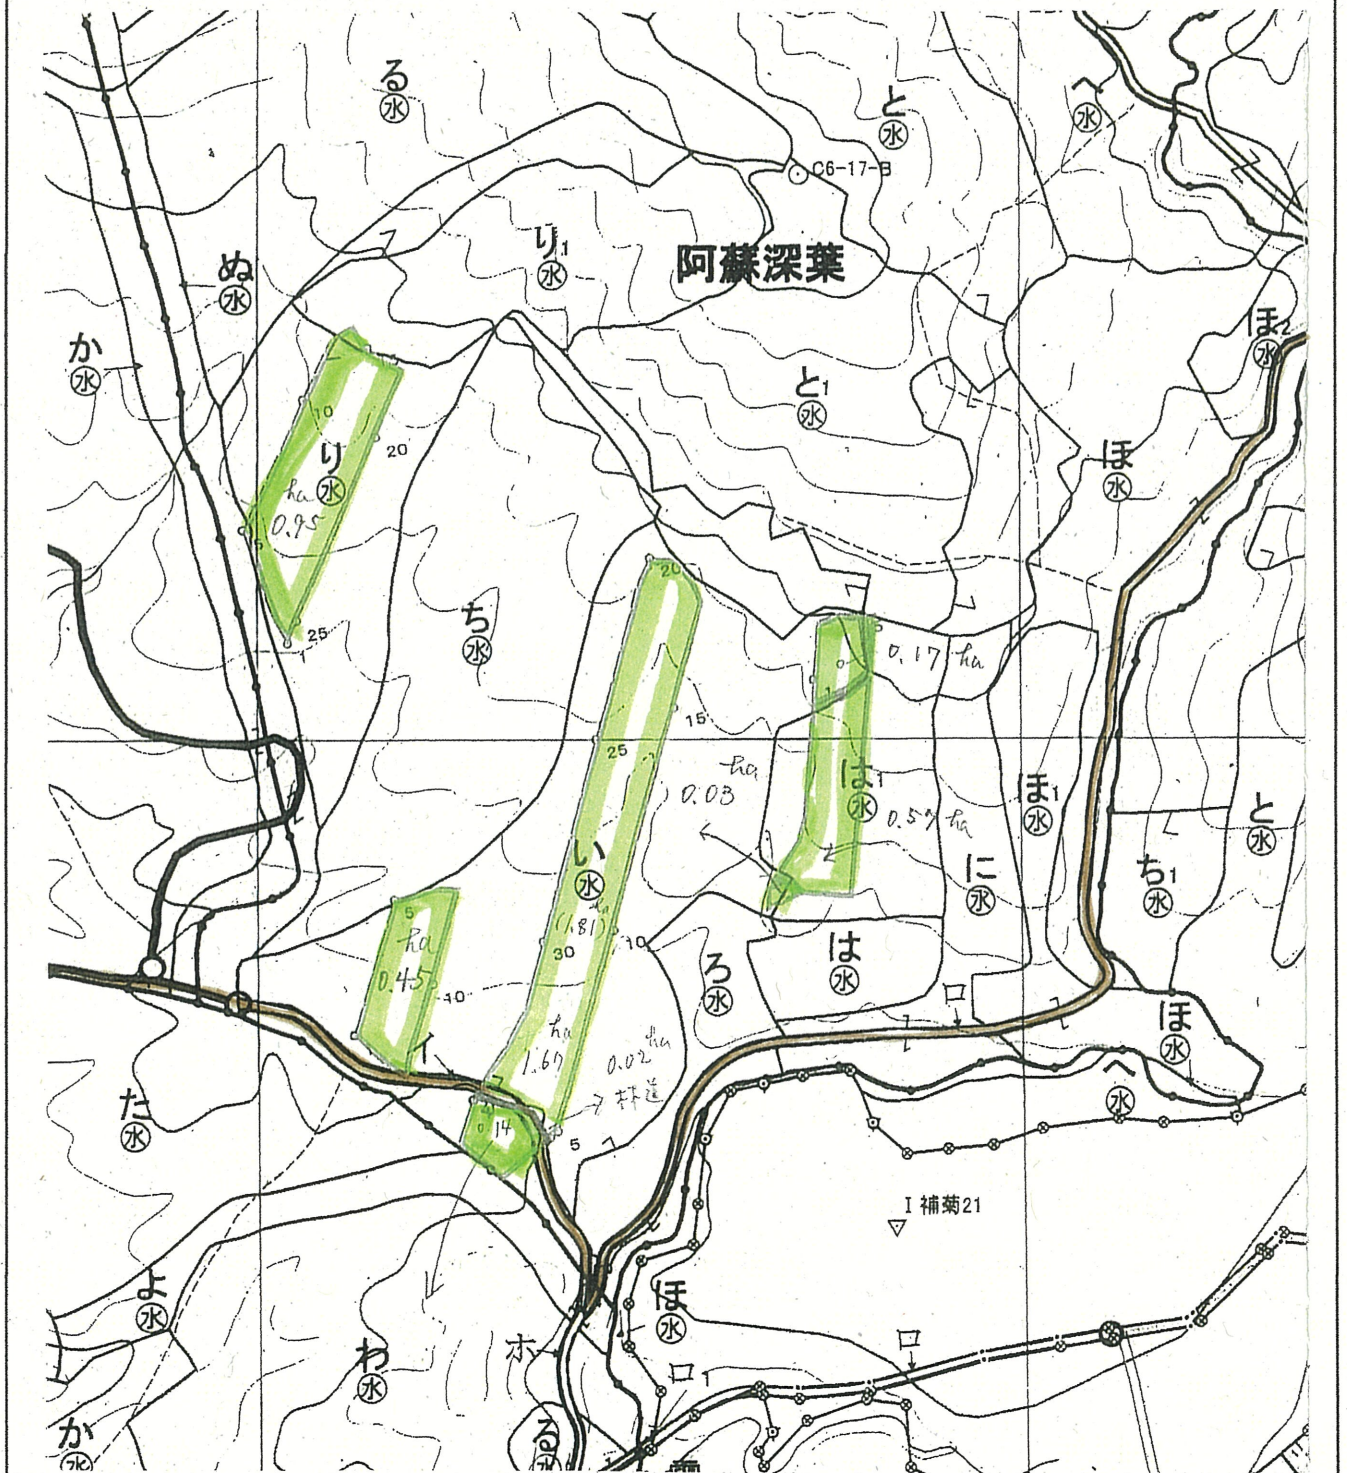 る
水
と
水
へ
水
C6-17-B
り1
水
阿蘇深葉
ぬ
水
か
水
ほ2
水
と1
水
10
20
り
水
ha
0.95
ほ
水
25
ち
水
20
0.17 ha
15
25
ha
0.03
は1
水
0.57 ha
ほ1
水
と
水
い
水
(1.81)
に
水
ち1
水
5
ha
0.45
10
30
10
ろ
水
は
水
ロ
イ
ha
1.67
0.02 ha
林道
ほ
水
へ
水
た
水
0.14
5
I 補菊21
よ
水
ほ
水
ホ
ロ
わ
水
ロ1
か
水
る
水